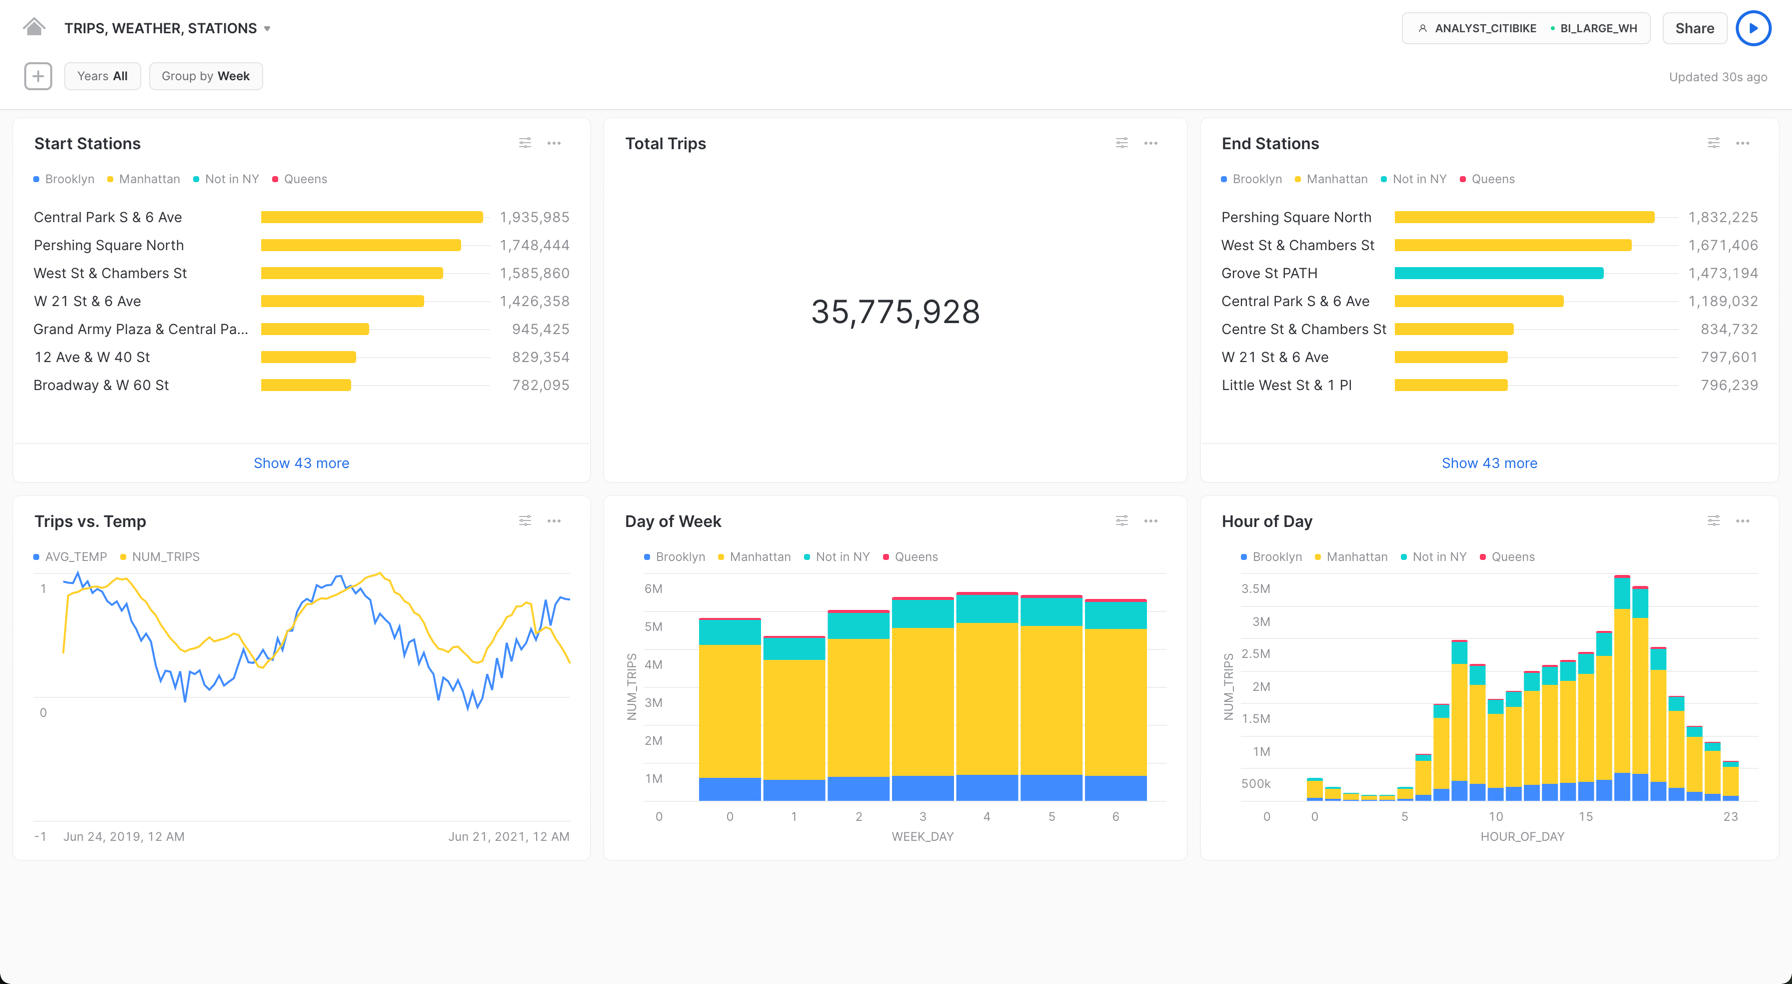 TRIPS, WEATHER, STATIONS
ANALYST_CITIBIKE BI_LARGE_WH
Share
Years All
Group by Week
Updated 30s ago
Start Stations
Brooklyn Manhattan Not in NY Queens
Central Park S & 6 Ave 1,935,985
Pershing Square North 1,748,444
West St & Chambers St 1,585,860
W 21 St & 6 Ave 1,426,358
Grand Army Plaza & Central Pa... 945,425
12 Ave & W 40 St 829,354
Broadway & W 60 St 782,095
Show 43 more
Total Trips
35,775,928
End Stations
Brooklyn Manhattan Not in NY Queens
Pershing Square North 1,832,225
West St & Chambers St 1,671,406
Grove St PATH 1,473,194
Central Park S & 6 Ave 1,189,032
Centre St & Chambers St 834,732
W 21 St & 6 Ave 797,601
Little West St & 1 Pl 796,239
Show 43 more
Trips vs. Temp
AVG_TEMP NUM_TRIPS
1
0
-1 Jun 24, 2019, 12 AM Jun 21, 2021, 12 AM
Day of Week
Brooklyn Manhattan Not in NY Queens
6M
5M
4M
3M
2M
1M
0 0 1 2 3 4 5 6
NUM_TRIPS
WEEK_DAY
Hour of Day
Brooklyn Manhattan Not in NY Queens
3.5M
3M
2.5M
2M
1.5M
1M
500k
0 0 5 10 15 23
NUM_TRIPS
HOUR_OF_DAY